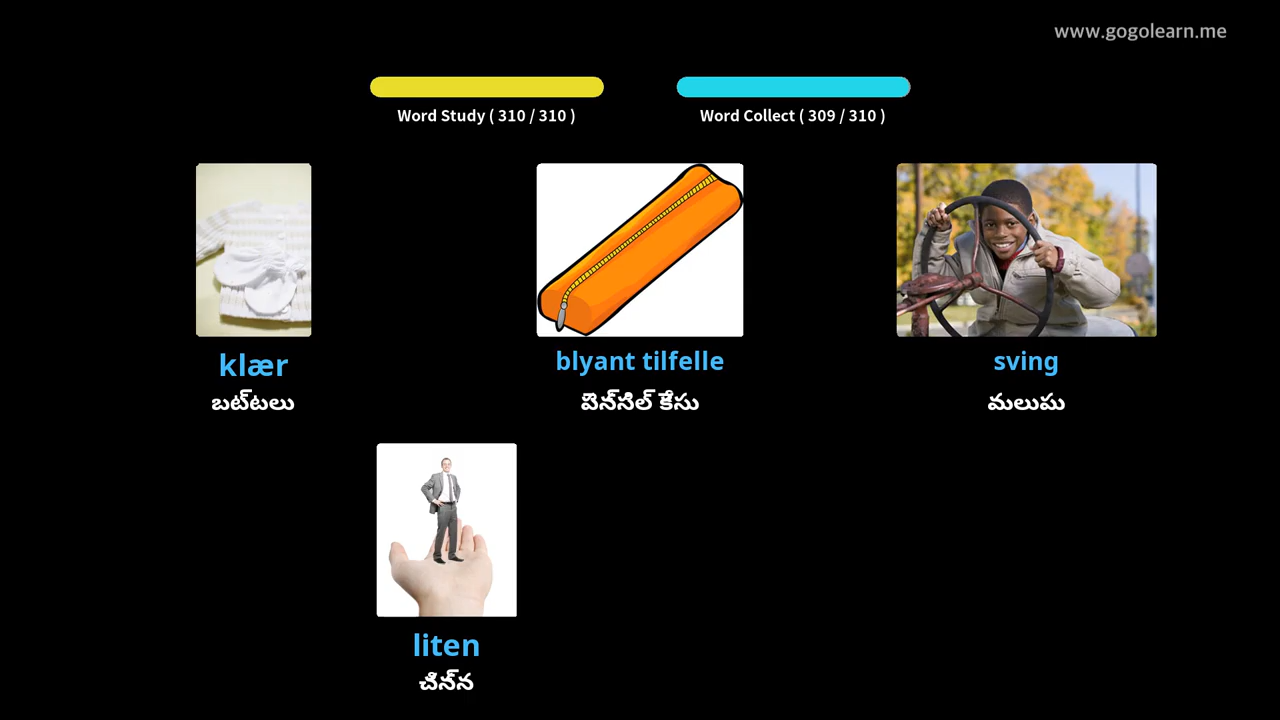 www.gogolearn.me
Word Study ( 310 / 310 )
Word Collect ( 309 / 310 )
klær
బట్టలు
blyant tilfelle
పెన్సిల్ కేసు
sving
మలుపు
liten
చిన్న